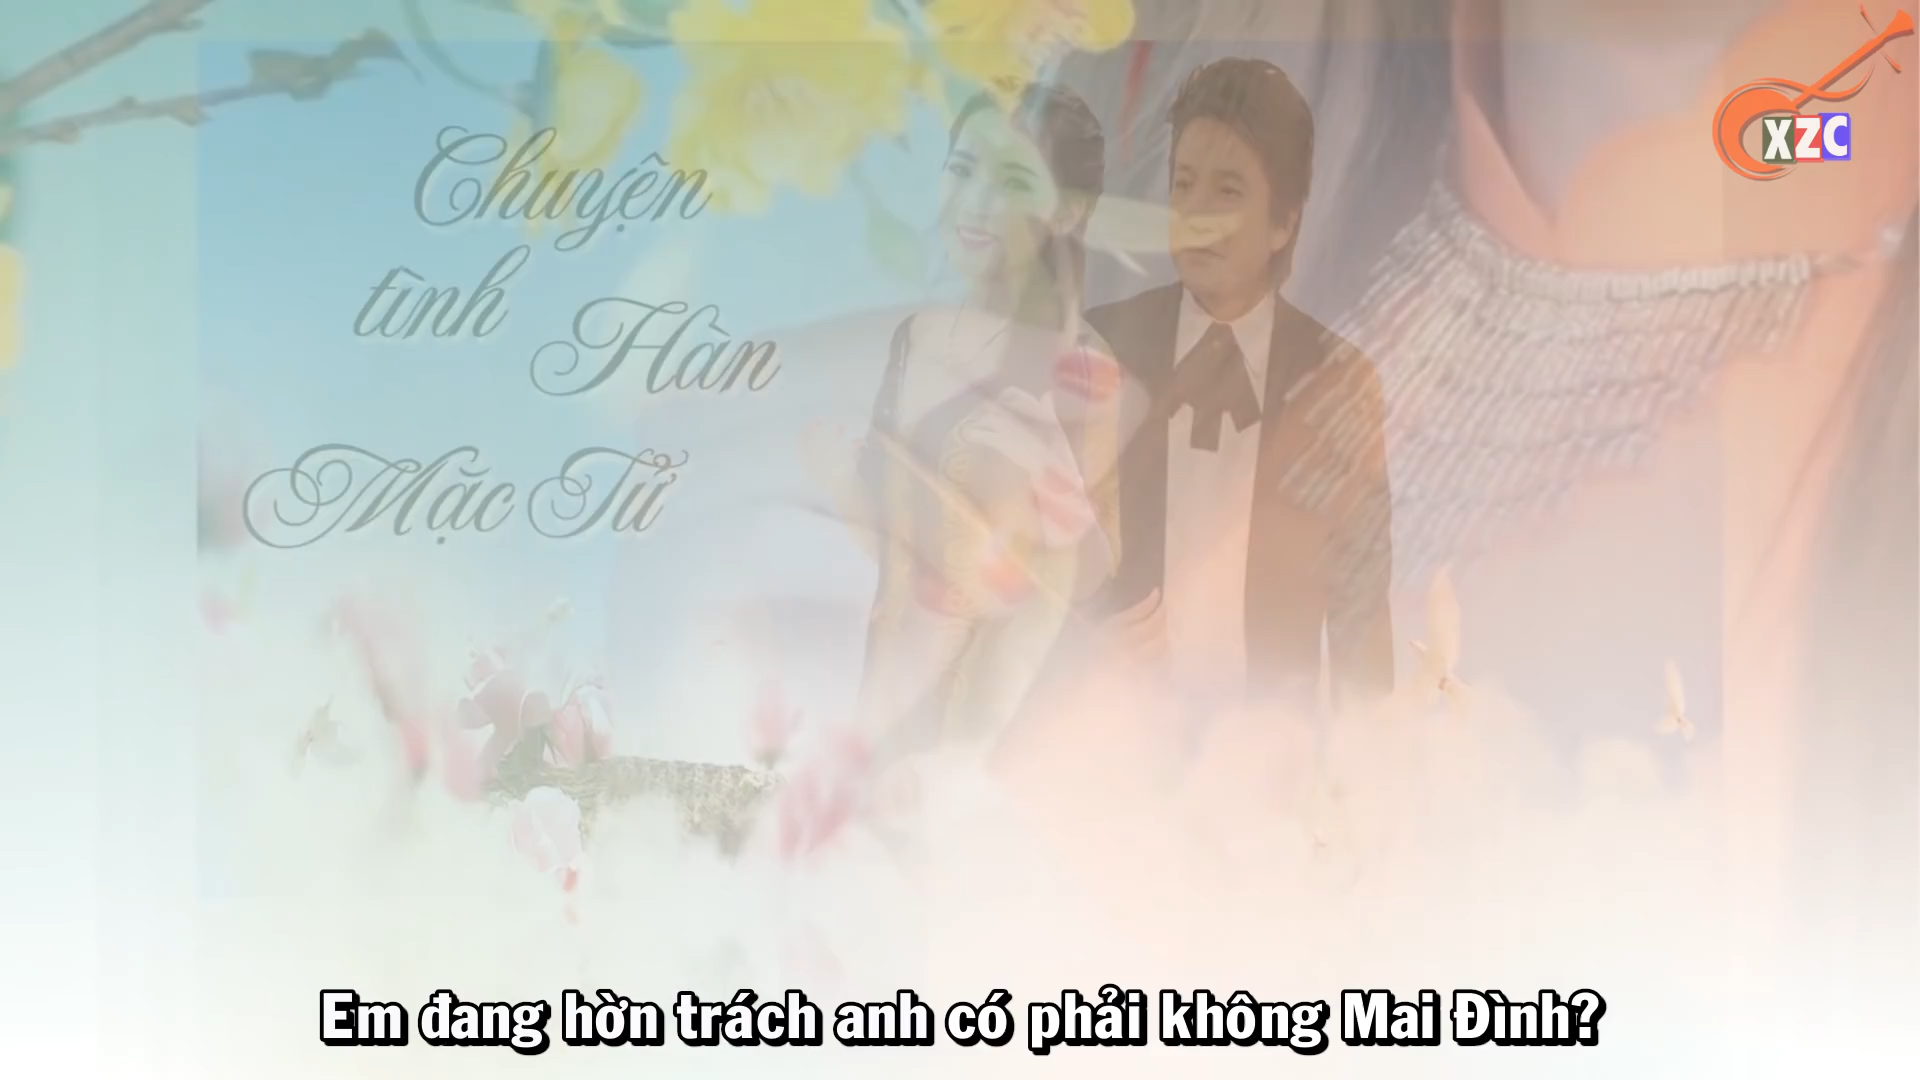 Chuyện
tình Hàn
Mặc Tử
XZC
Em đang hờn trách anh có phải không Mai Đình?